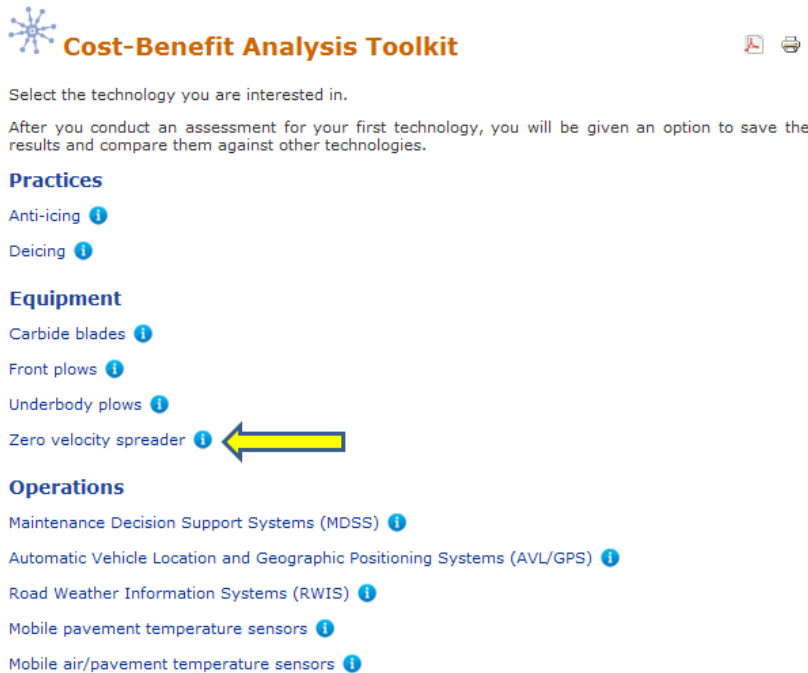 Cost-Benefit Analysis Toolkit
Select the technology you are interested in.
After you conduct an assessment for your first technology, you will be given an option to save the
results and compare them against other technologies.
Practices
Anti-icing
Deicing
Equipment
Carbide blades
Front plows
Underbody plows
Zero velocity spreader
Operations
Maintenance Decision Support Systems (MDSS)
Automatic Vehicle Location and Geographic Positioning Systems (AVL/GPS)
Road Weather Information Systems (RWIS)
Mobile pavement temperature sensors
Mobile air/pavement temperature sensors